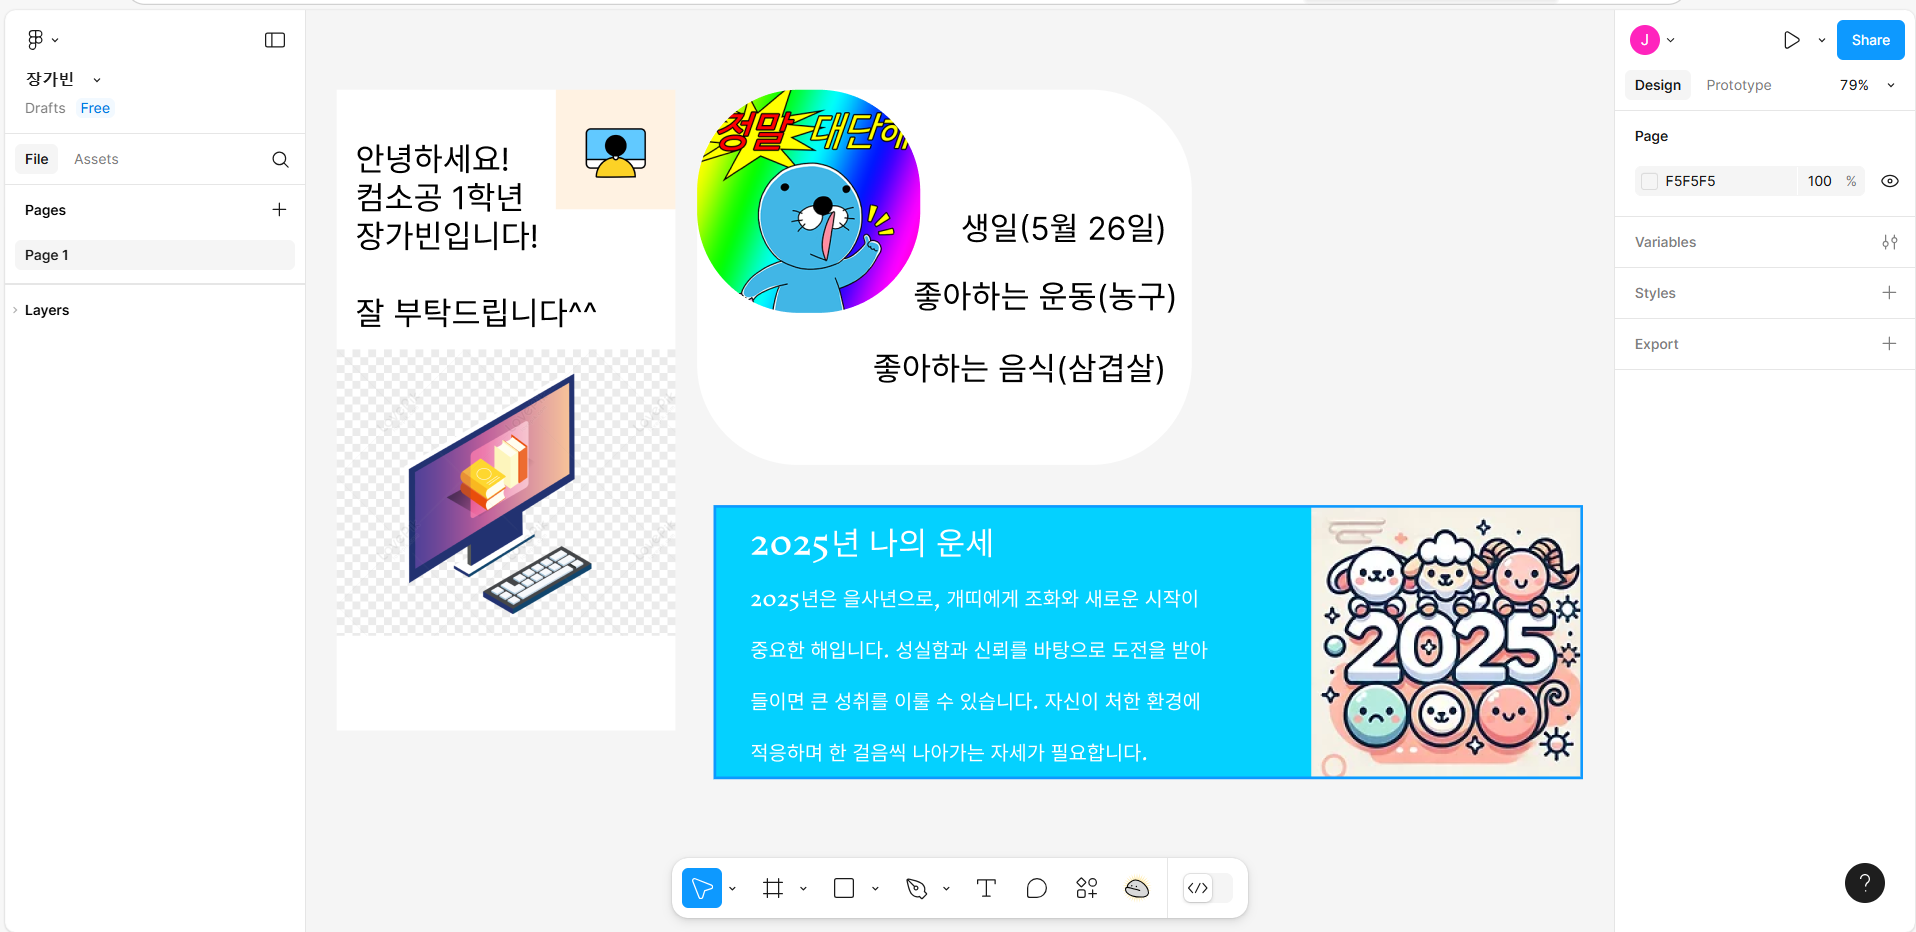 장가빈
Drafts Free
File Assets
Pages
Page 1
Layers
안녕하세요!
컴소공 1학년
장가빈입니다!
잘 부탁드립니다^^
정말 대단해
생일(5월 26일)
좋아하는 운동(농구)
좋아하는 음식(삼겹살)
2025년 나의 운세
2025년은 을사년으로, 개띠에게 조화와 새로운 시작이
중요한 해입니다. 성실함과 신뢰를 바탕으로 도전을 받아
들이면 큰 성취를 이룰 수 있습니다. 자신이 처한 환경에
적응하며 한 걸음씩 나아가는 자세가 필요합니다.
2025
J
Share
Design Prototype 79%
Page
F5F5F5 100 %
Variables
Styles
Export
?